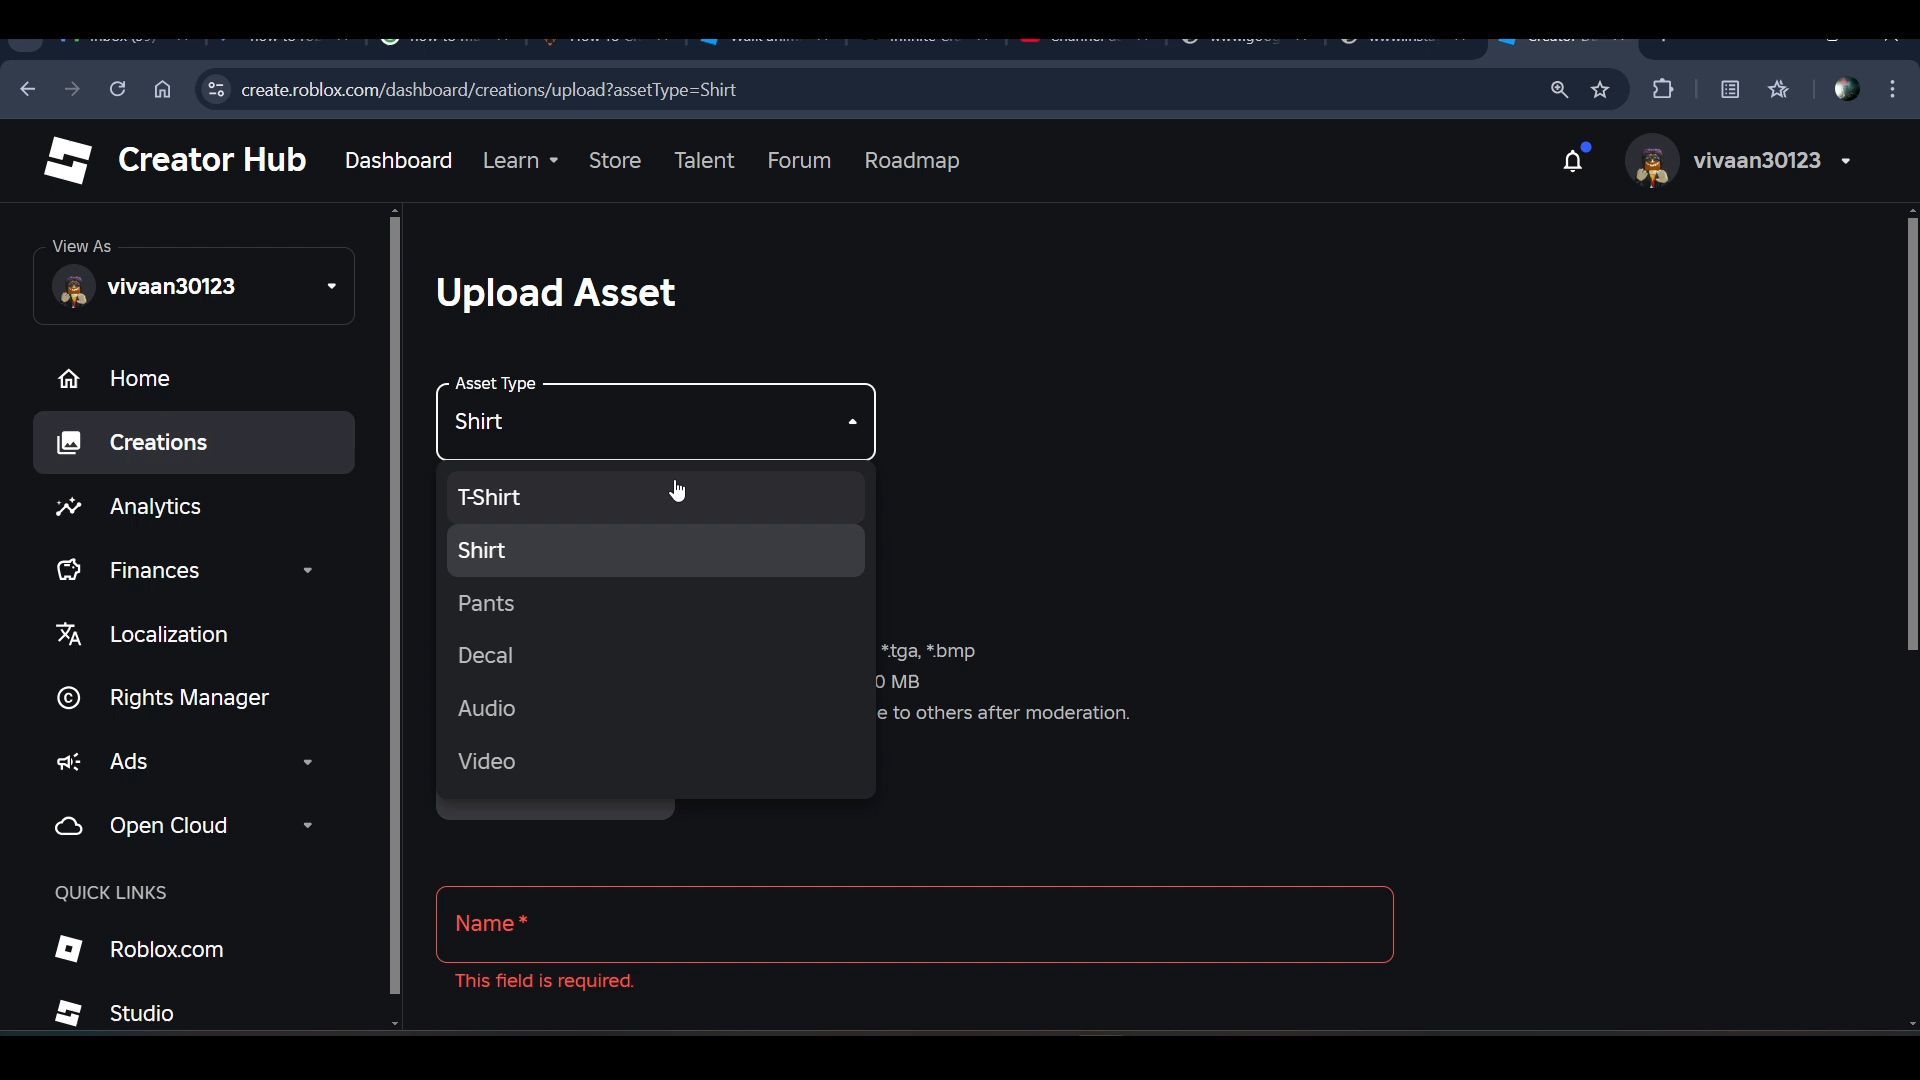 create.roblox.com/dashboard/creations/upload?assetType=Shirt
Creator Hub
Dashboard
Learn
Store
Talent
Forum
Roadmap
vivaan30123
View As
vivaan30123
Home
Creations
Analytics
Finances
Localization
Rights Manager
Ads
Open Cloud
QUICK LINKS
Roblox.com
Studio
Upload Asset
Asset Type
Shirt
T-Shirt
Shirt
Pants
Decal
Audio
Video
*.tga, *.bmp
0 MB
e to others after moderation.
Name *
This field is required.